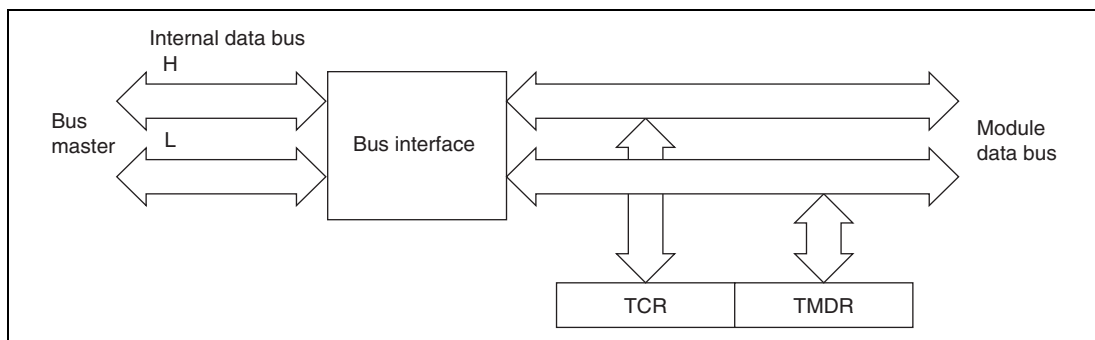 Internal data bus
H
L
Bus
master
Bus interface
Module
data bus
TCR
TMDR